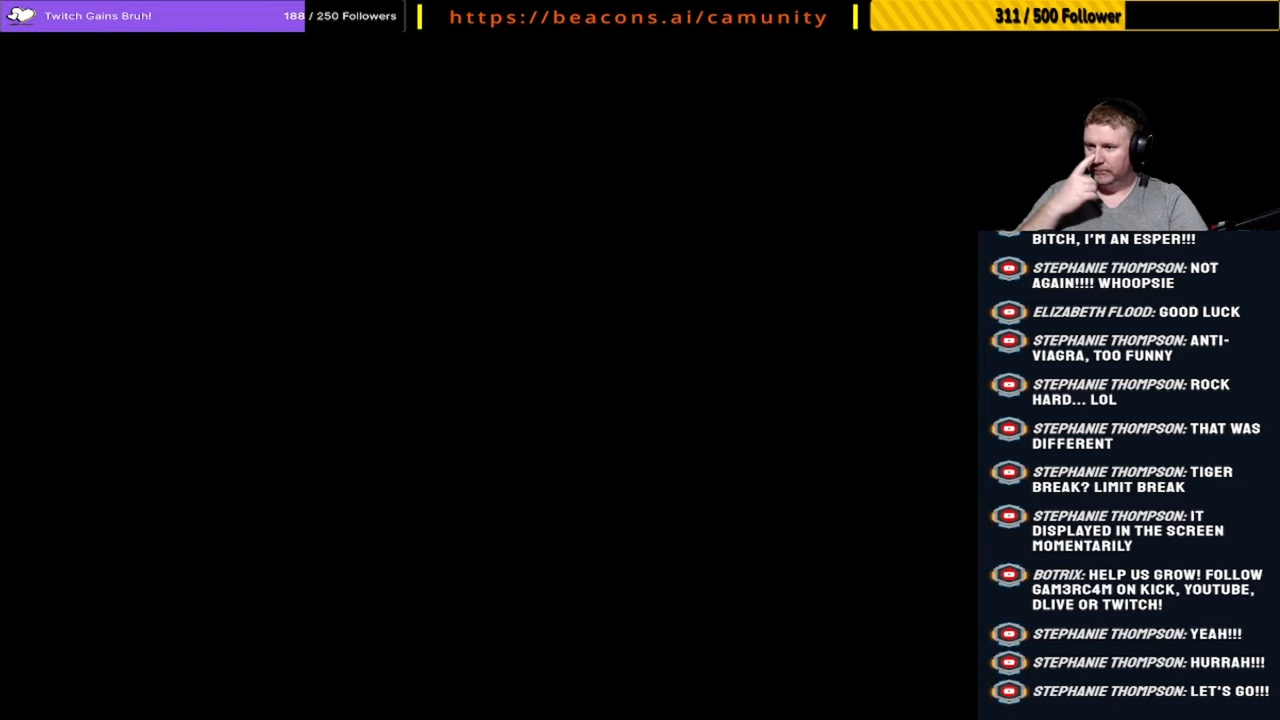 Twitch Gains Bruh!
188 / 250 Followers
https://beacons.ai/camunity
311 / 500 Follower
BITCH, I'M AN ESPER!!!
STEPHANIE THOMPSON: NOT
AGAIN!!!! WHOOPSIE
ELIZABETH FLOOD: GOOD LUCK
STEPHANIE THOMPSON: ANTI-
VIAGRA, TOO FUNNY
STEPHANIE THOMPSON: ROCK
HARD... LOL
STEPHANIE THOMPSON: THAT WAS
DIFFERENT
STEPHANIE THOMPSON: TIGER
BREAK? LIMIT BREAK
STEPHANIE THOMPSON: IT
DISPLAYED IN THE SCREEN
MOMENTARILY
BOTRIX: HELP US GROW! FOLLOW
GAM3RC4M ON KICK, YOUTUBE,
DLIVE OR TWITCH!
STEPHANIE THOMPSON: YEAH!!!
STEPHANIE THOMPSON: HURRAH!!!
STEPHANIE THOMPSON: LET'S GO!!!